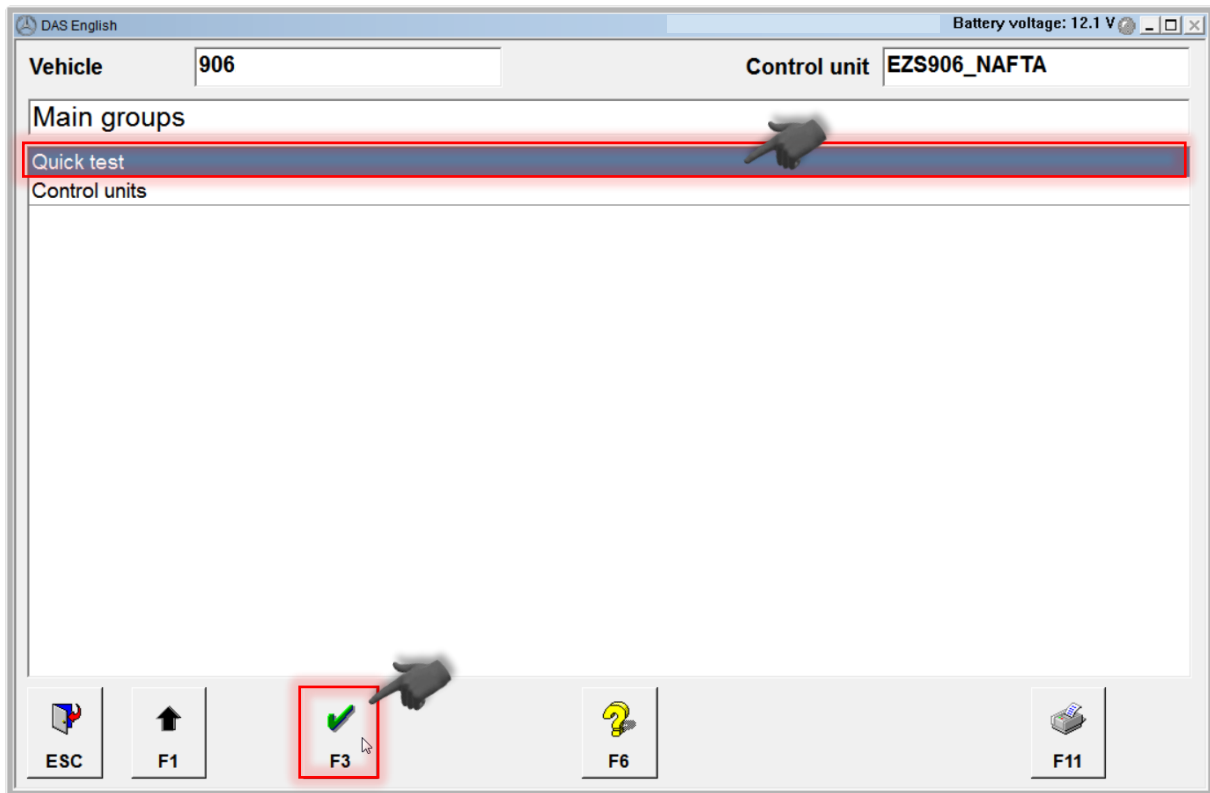 DAS English
Battery voltage: 12.1 V
Vehicle
906
Control unit
EZS906_NAFTA
Main groups
Quick test
Control units
ESC
F1
F3
F6
F11